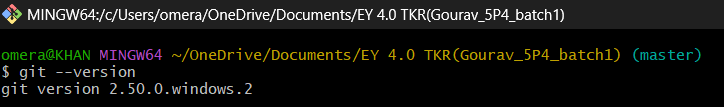 MINGW64:/c/Users/omera/OneDrive/Documents/EY 4.0 TKR(Gourav_5P4_batch1)
omera@KHAN MINGW64 ~/OneDrive/Documents/EY 4.0 TKR(Gourav_5P4_batch1) (master)
$ git --version
git version 2.50.0.windows.2